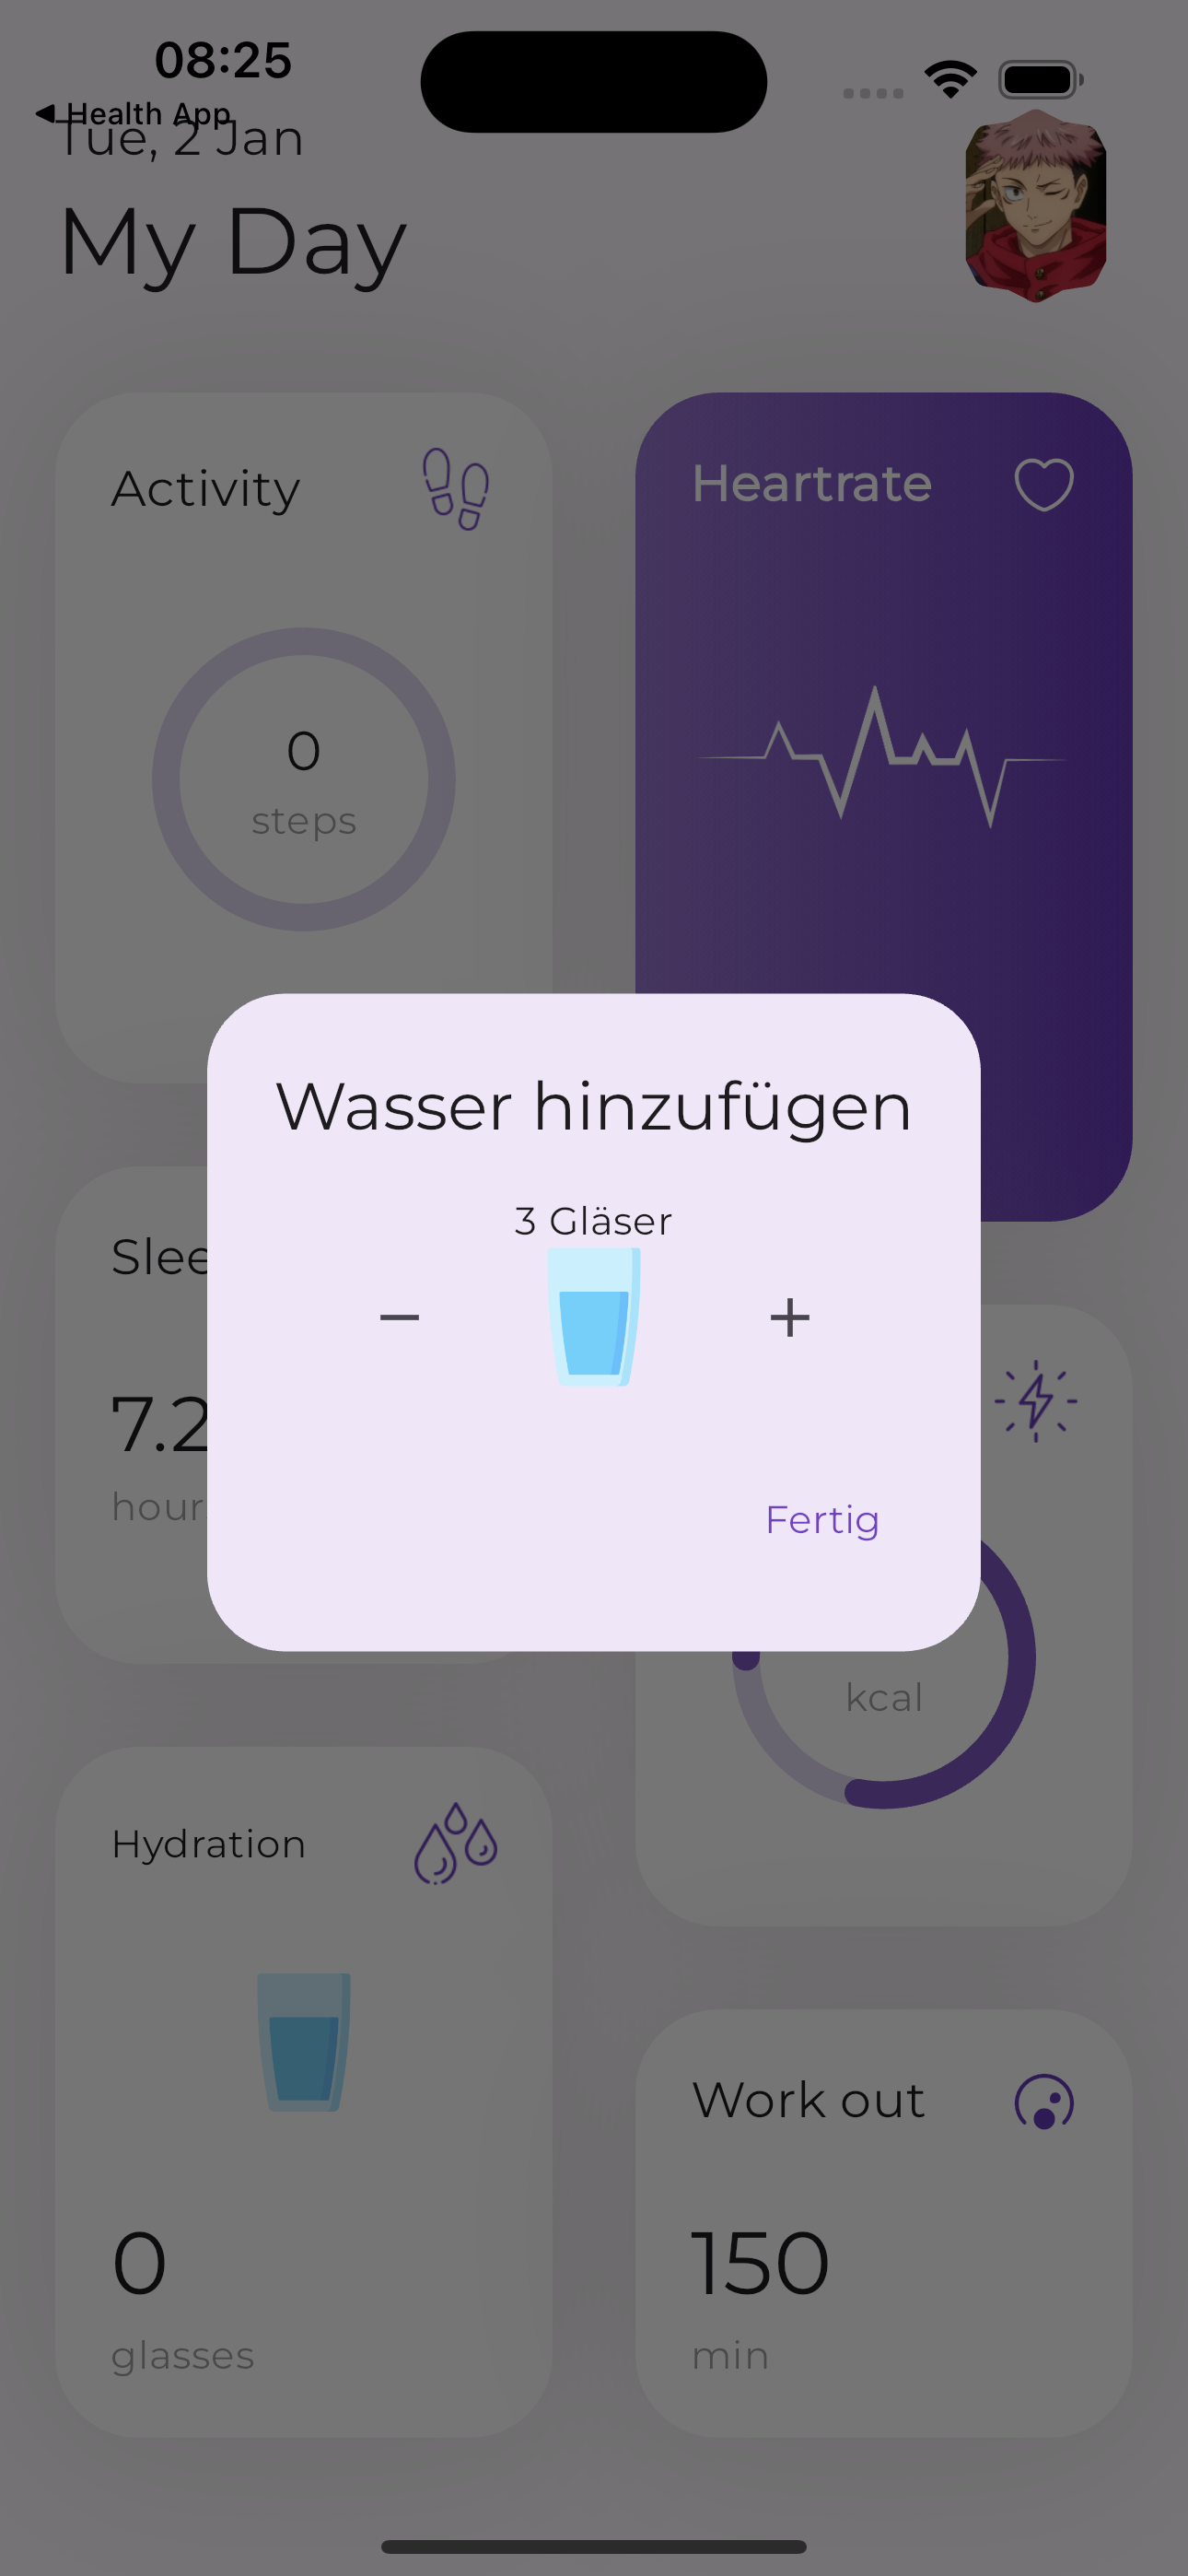 08:25
Health App
Tue, 2 Jan
My Day
Activity
0
steps
Heartrate
Wasser hinzufügen
3 Gläser
Fertig
Slee
7.2
hour
kcal
Hydration
0
glasses
Work out
150
min